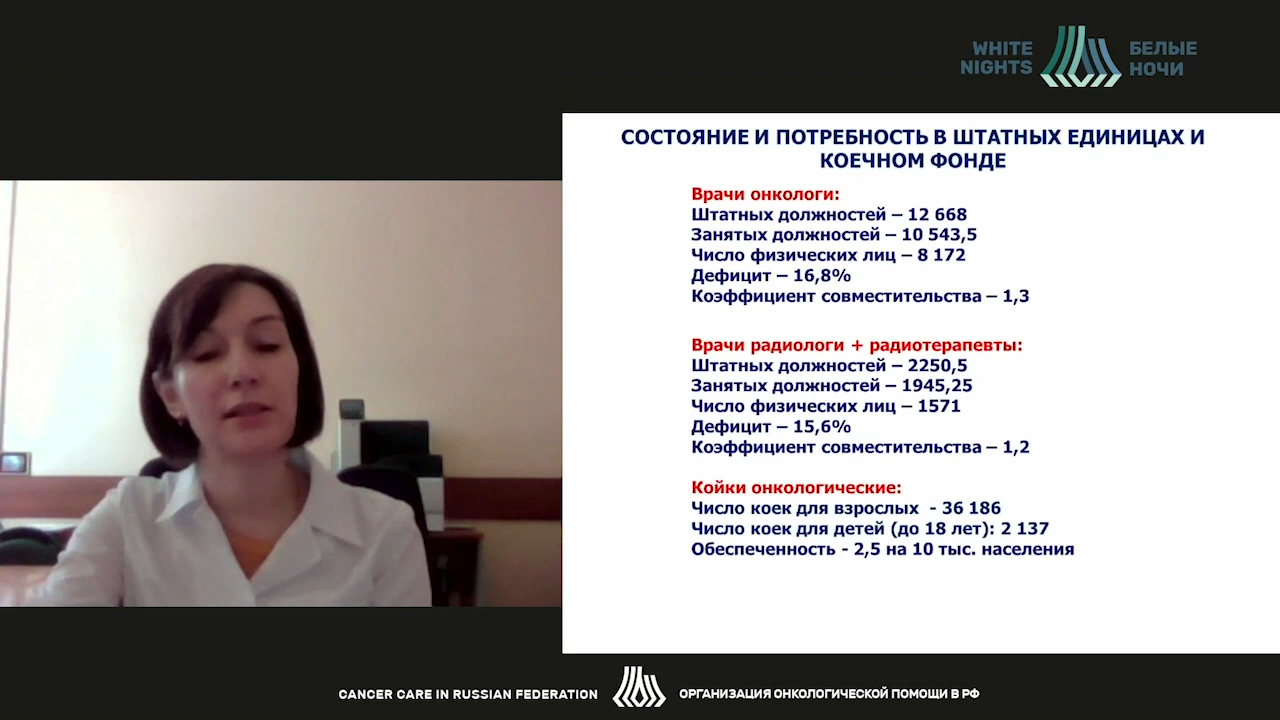 WHITE
NIGHTS
БЕЛЫЕ
НОЧИ
СОСТОЯНИЕ И ПОТРЕБНОСТЬ В ШТАТНЫХ ЕДИНИЦАХ И
КОЕЧНОМ ФОНДЕ
Врачи онкологи:
Штатных должностей – 12 668
Занятых должностей – 10 543,5
Число физических лиц – 8 172
Дефицит – 16,8%
Коэффициент совместительства – 1,3
Врачи радиологи + радиотерапевты:
Штатных должностей – 2250,5
Занятых должностей – 1945,25
Число физических лиц – 1571
Дефицит – 15,6%
Коэффициент совместительства – 1,2
Койки онкологические:
Число коек для взрослых - 36 186
Число коек для детей (до 18 лет): 2 137
Обеспеченность - 2,5 на 10 тыс. населения
CANCER CARE IN RUSSIAN FEDERATION
ОРГАНИЗАЦИЯ ОНКОЛОГИЧЕСКОЙ ПОМОЩИ В РФ